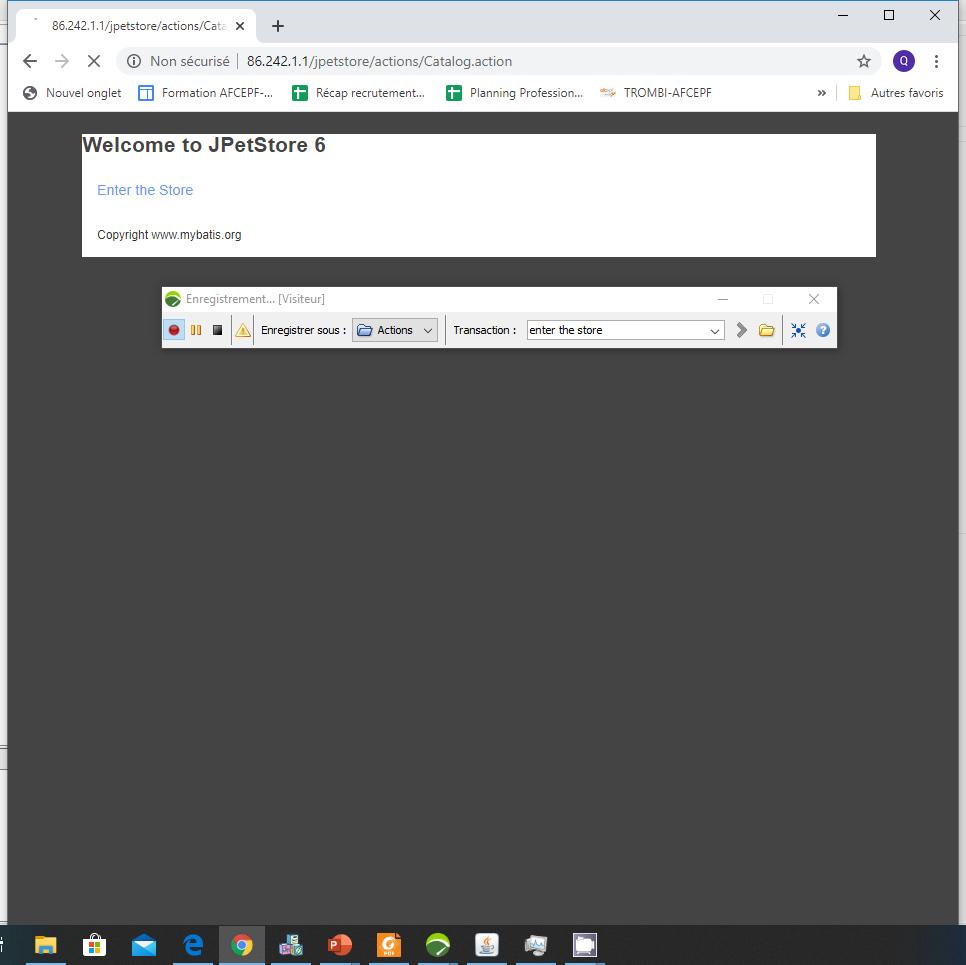 86.242.1.1/jpetstore/actions/Cata
Non sécurisé 86.242.1.1/jpetstore/actions/Catalog.action Q
Nouvel onglet Formation AFCEPF-... Récap recrutement... Planning Profession... TROMBI-AFCEPF » Autres favoris
Welcome to JPetStore 6
Enter the Store
Copyright www.mybatis.org
Enregistrement... [Visiteur]
Enregistrer sous : Actions Transaction : enter the store